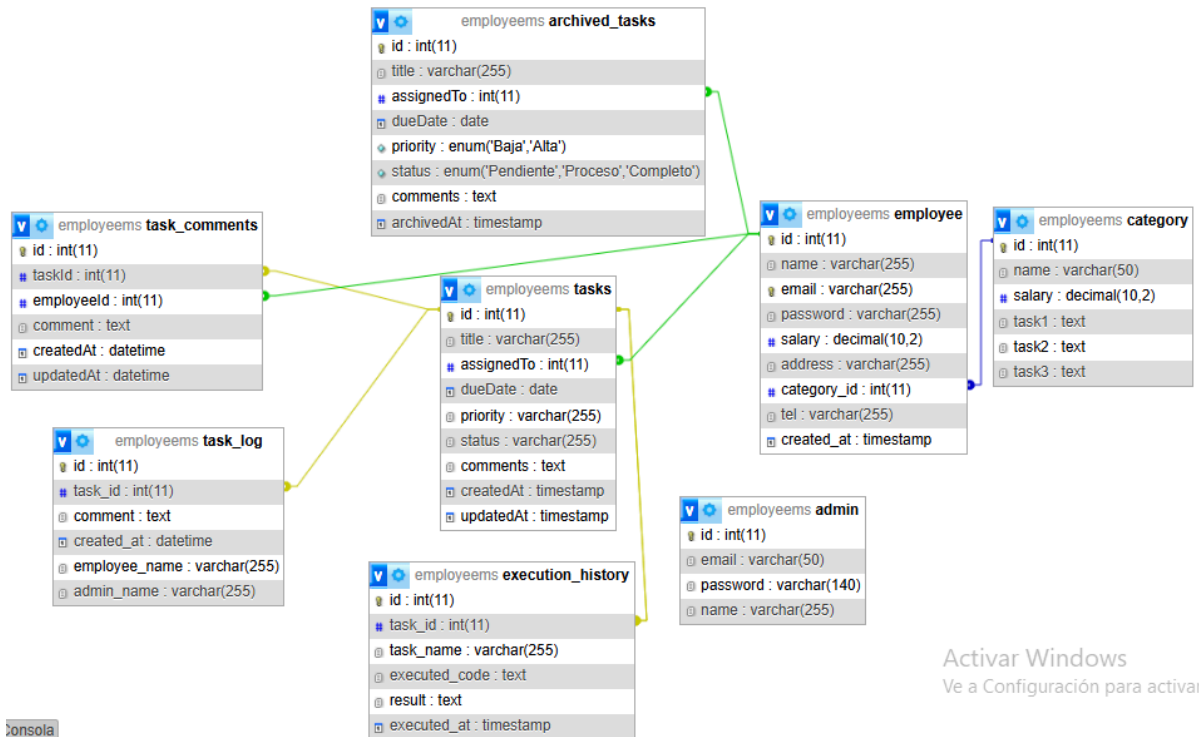 employeems archived_tasks
id : int(11)
title : varchar(255)
assignedTo : int(11)
dueDate : date
priority : enum('Baja','Alta')
status : enum('Pendiente','Proceso','Completo')
comments : text
archivedAt : timestamp
employeems task_comments
id : int(11)
taskId : int(11)
employeeId : int(11)
comment : text
createdAt : datetime
updatedAt : datetime
employeems tasks
id : int(11)
title : varchar(255)
assignedTo : int(11)
dueDate : date
priority : varchar(255)
status : varchar(255)
comments : text
createdAt : timestamp
updatedAt : timestamp
employeems employee
id : int(11)
name : varchar(255)
email : varchar(255)
password : varchar(255)
salary : decimal(10,2)
address : varchar(255)
category_id : int(11)
tel : varchar(255)
created_at : timestamp
employeems category
id : int(11)
name : varchar(50)
salary : decimal(10,2)
task1 : text
task2 : text
task3 : text
employeems task_log
id : int(11)
task_id : int(11)
comment : text
created_at : datetime
employee_name : varchar(255)
admin_name : varchar(255)
employeems execution_history
id : int(11)
task_id : int(11)
task_name : varchar(255)
executed_code : text
result : text
executed_at : timestamp
employeems admin
id : int(11)
email : varchar(50)
password : varchar(140)
name : varchar(255)
Activar Windows
Ve a Configuración para activar
Consola